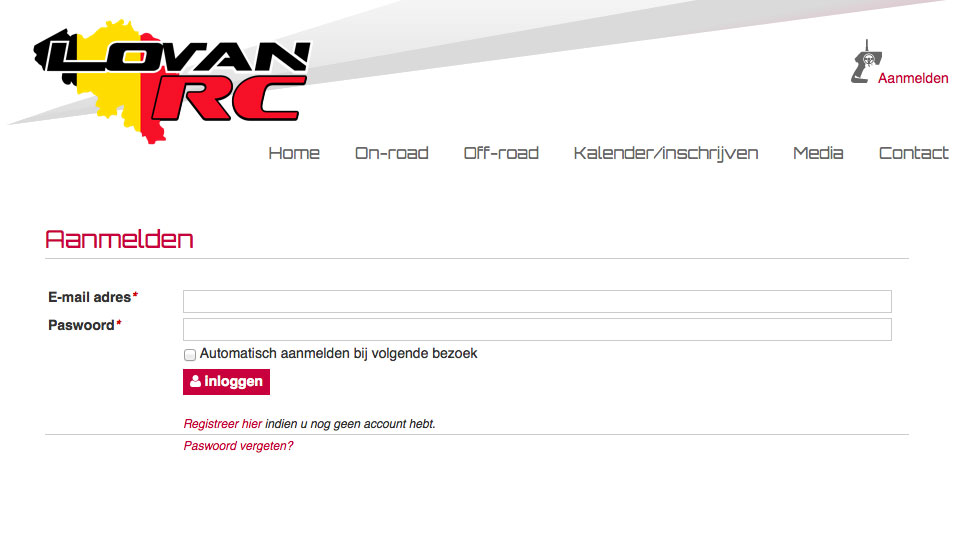 LOVAN
RC
Aanmelden
Home On-road Off-road Kalender/inschrijven Media Contact
Aanmelden
E-mail adres*
Paswoord*
Automatisch aanmelden bij volgende bezoek
inloggen
Registreer hier indien u nog geen account hebt.
Paswoord vergeten?